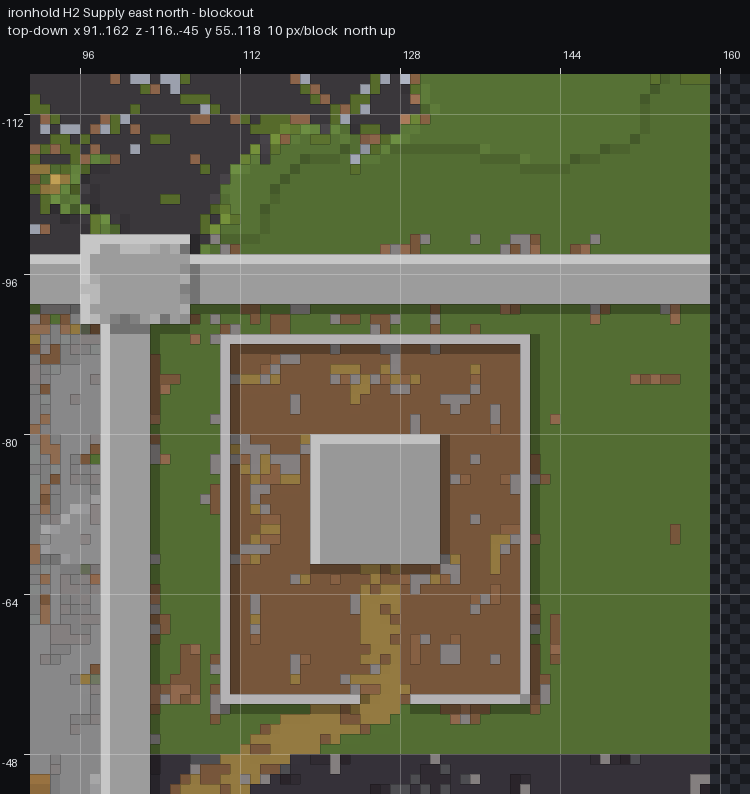 ironhold H2 Supply east north - blockout
top-down  x 91..162  z -116..-45  y 55..118  10 px/block  north up
96 112 128 144 160
-112
-96
-80
-64
-48